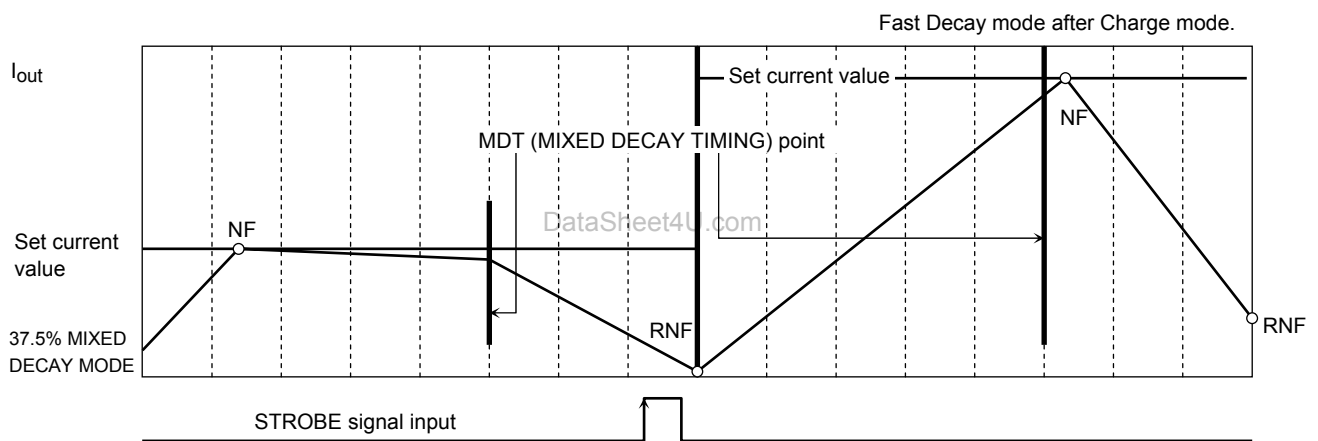 Fast Decay mode after Charge mode.
Iout
Set current value
NF
MDT (MIXED DECAY TIMING) point
DataSheet4U.com
NF
Set current
value
RNF
RNF
37.5% MIXED
DECAY MODE
STROBE signal input